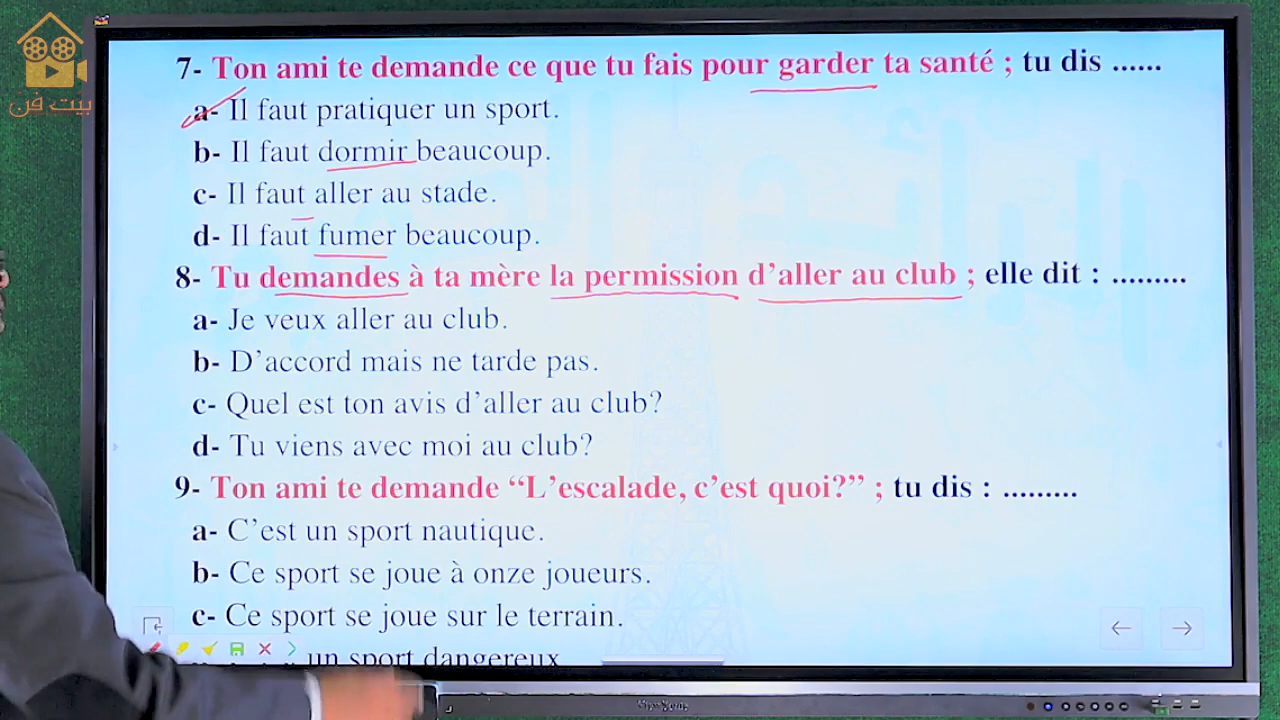 بيت فن
7- Ton ami te demande ce que tu fais pour garder ta santé ; tu dis ......
a- Il faut pratiquer un sport.
b- Il faut dormir beaucoup.
c- Il faut aller au stade.
d- Il faut fumer beaucoup.
8- Tu demandes à ta mère la permission d’aller au club ; elle dit : .........
a- Je veux aller au club.
b- D’accord mais ne tarde pas.
c- Quel est ton avis d’aller au club?
d- Tu viens avec moi au club?
9- Ton ami te demande “L’escalade, c’est quoi?” ; tu dis : .........
a- C’est un sport nautique.
b- Ce sport se joue à onze joueurs.
c- Ce sport se joue sur le terrain.
un sport dangereux
ViewSonic